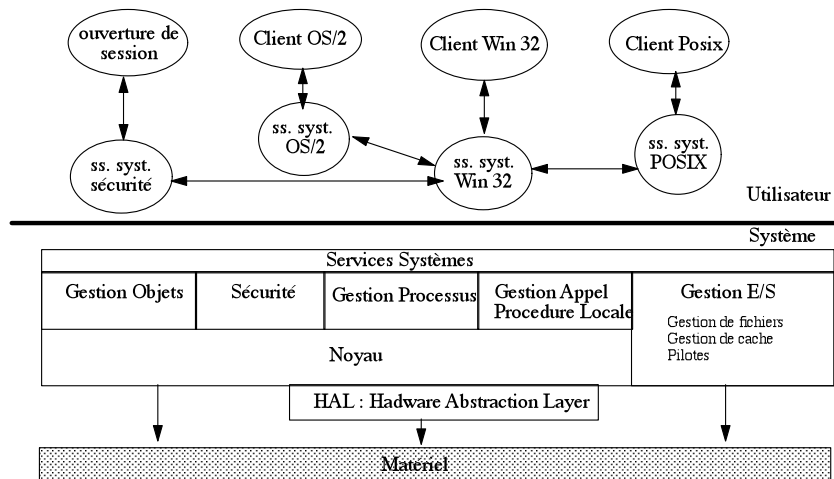 ouverture de
session
Client OS/2
Client Win 32
Client Posix
ss. syst.
OS/2
ss. syst.
sécurité
ss. syst.
Win 32
ss. syst.
POSIX
Utilisateur
Système
Services Systèmes
Gestion Objets
Sécurité
Gestion Processus
Gestion Appel
Procedure Locale
Gestion E/S
Gestion de fichiers
Gestion de cache
Pilotes
Noyau
HAL : Hadware Abstraction Layer
Matériel